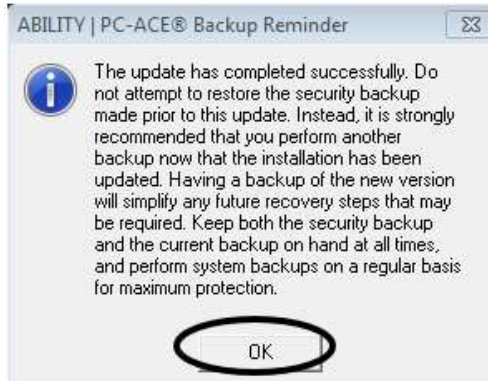 ABILITY | PC-ACE® Backup Reminder
The update has completed successfully. Do
not attempt to restore the security backup
made prior to this update. Instead, it is strongly
recommended that you perform another
backup now that the installation has been
updated. Having a backup of the new version
will simplify any future recovery steps that may
be required. Keep both the security backup
and the current backup on hand at all times,
and perform system backups on a regular basis
for maximum protection.
OK